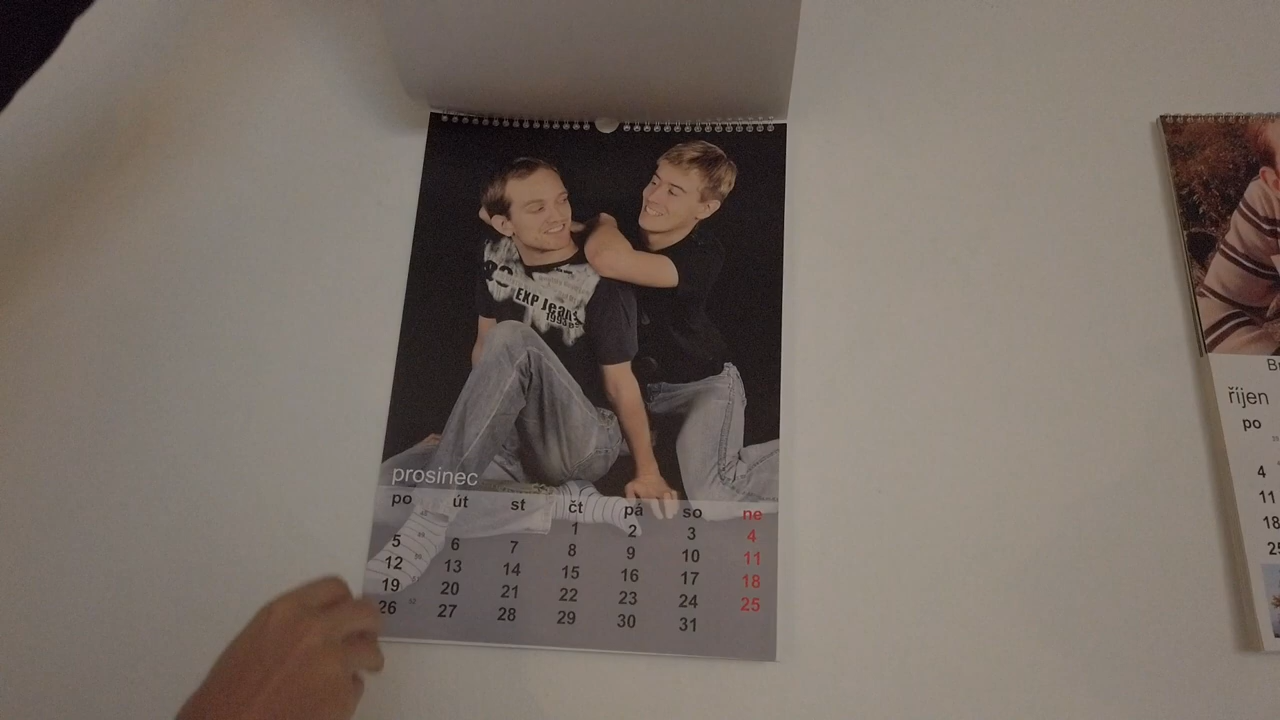 EXP Jeans
1993
prosinec
po út st čt pá so ne
1 2 3 4
5 6 7 8 9 10 11
12 13 14 15 16 17 18
19 20 21 22 23 24 25
26 27 28 29 30 31
říjen
po
4
11
18
25